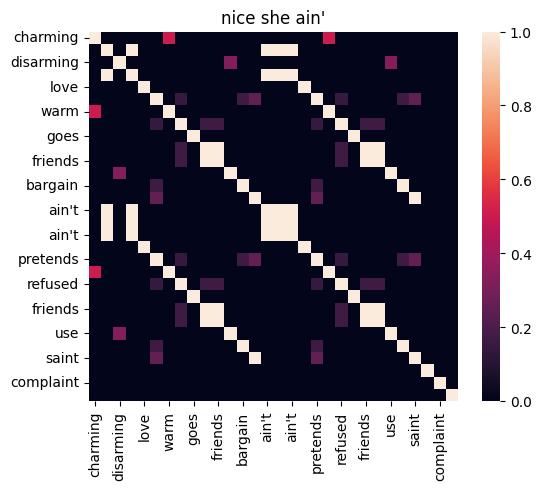 nice she ain'
charming
disarming
love
warm
goes
friends
bargain
ain't
ain't
pretends
refused
friends
use
saint
complaint
1.0
0.8
0.6
0.4
0.2
0.0
charming
disarming
love
warm
goes
friends
bargain
ain't
ain't
pretends
refused
friends
use
saint
complaint